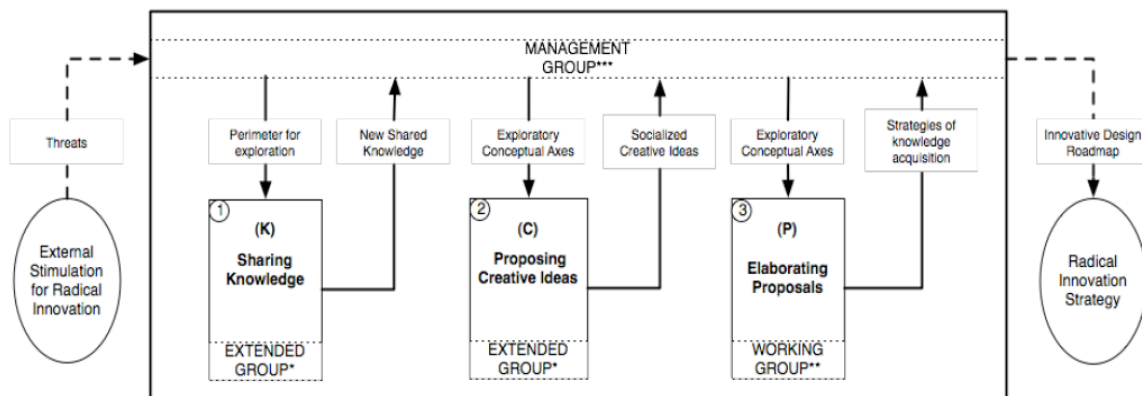 MANAGEMENT
GROUP***
Threats
Perimeter for
exploration
New Shared
Knowledge
Exploratory
Conceptual Axes
Socialized
Creative Ideas
Exploratory
Conceptual Axes
Strategies of
knowledge
acquisition
Innovative Design
Roadmap
External
Stimulation
for Radical
Innovation
1
(K)
Sharing
Knowledge
EXTENDED
GROUP*
2
(C)
Proposing
Creative Ideas
EXTENDED
GROUP*
3
(P)
Elaborating
Proposals
WORKING
GROUP**
Radical
Innovation
Strategy